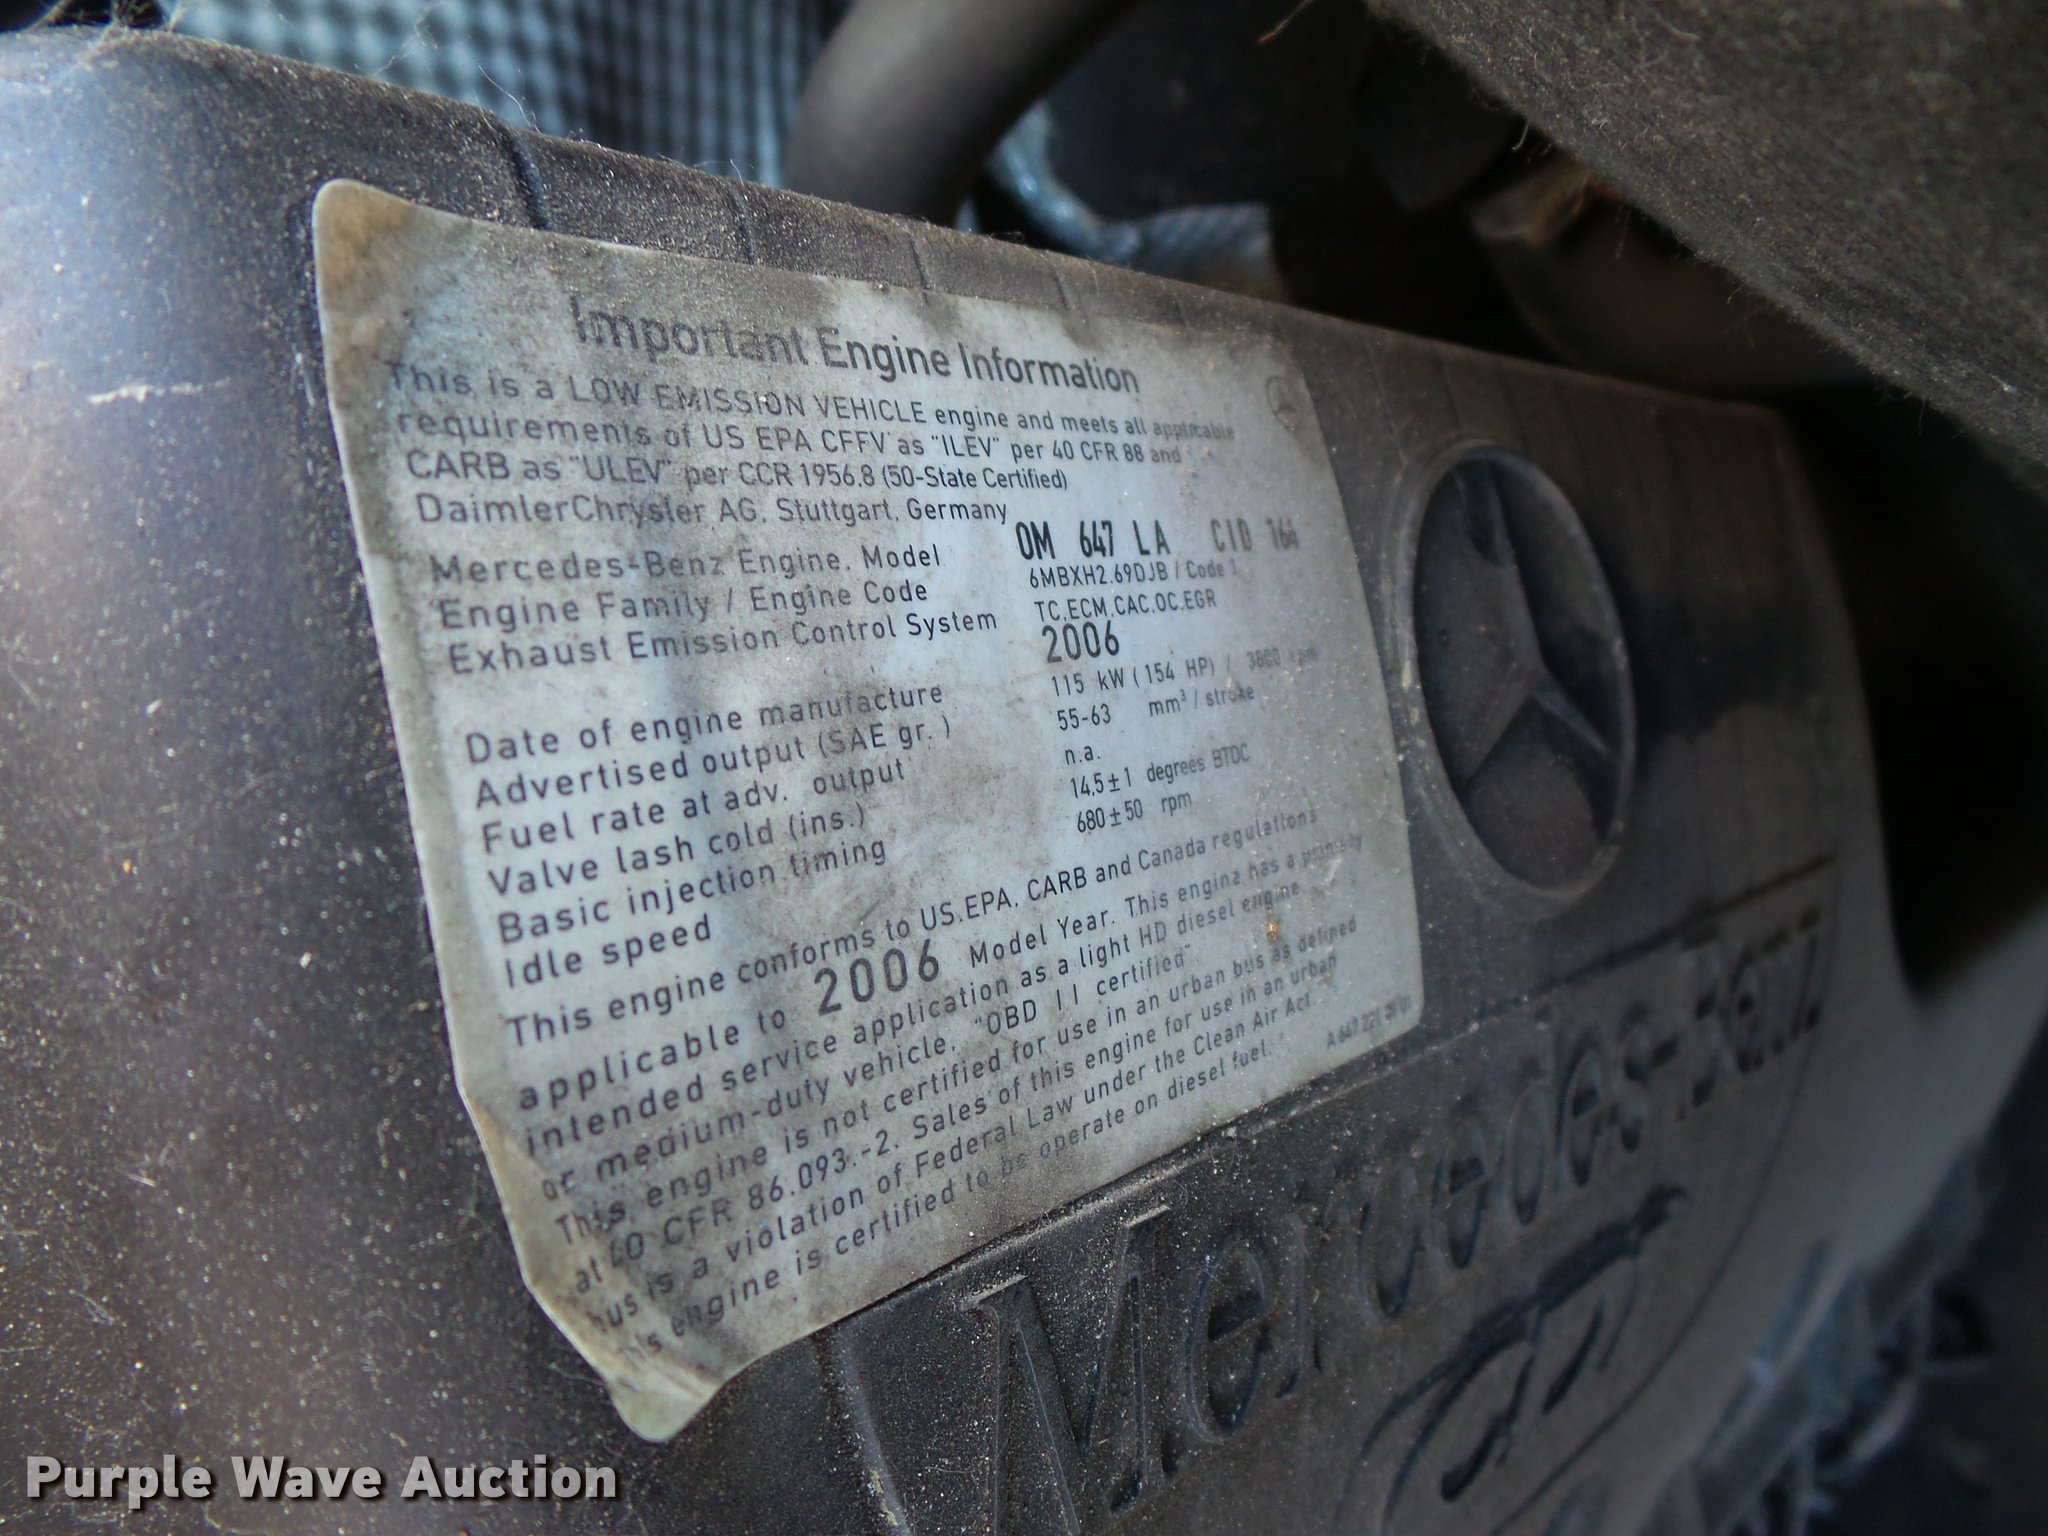 Important Engine Information
This is a LOW EMISSION VEHICLE engine and meets all applicable
requirements of US EPA CFFV as "ILEV" per 40 CFR 88 and
CARB as "ULEV" per CCR 1956.8 (50-State Certified)
DaimlerChrysler AG, Stuttgart, Germany
Mercedes-Benz Engine, Model OM 647 LA CID 166
Engine Family / Engine Code 6MBXH2.69DJB / Code 1
Exhaust Emission Control System TC,ECM,CAC,OC,EGR
Date of engine manufacture 2006
Advertised output (SAE gr. ) 115 kW ( 154 HP) / 3800 rpm
Fuel rate at adv. output 55-63 mm³ / stroke
Valve lash cold (ins.) n.a.
Basic injection timing 14,5±1 degrees BTDC
Idle speed 680±50 rpm
This engine conforms to US.EPA, CARB and Canada regulations
applicable to 2006 Model Year. This engine has a primary
intended service application as a light HD diesel engine.
or medium-duty vehicle. "OBD II certified"
This engine is not certified for use in an urban bus as defined
at 40 CFR 86.093.-2. Sales of this engine for use in an urban
bus is a violation of Federal Law under the Clean Air Act.
This engine is certified to be operate on diesel fuel.
A 647 221
Mercedes-Benz
Purple Wave Auction